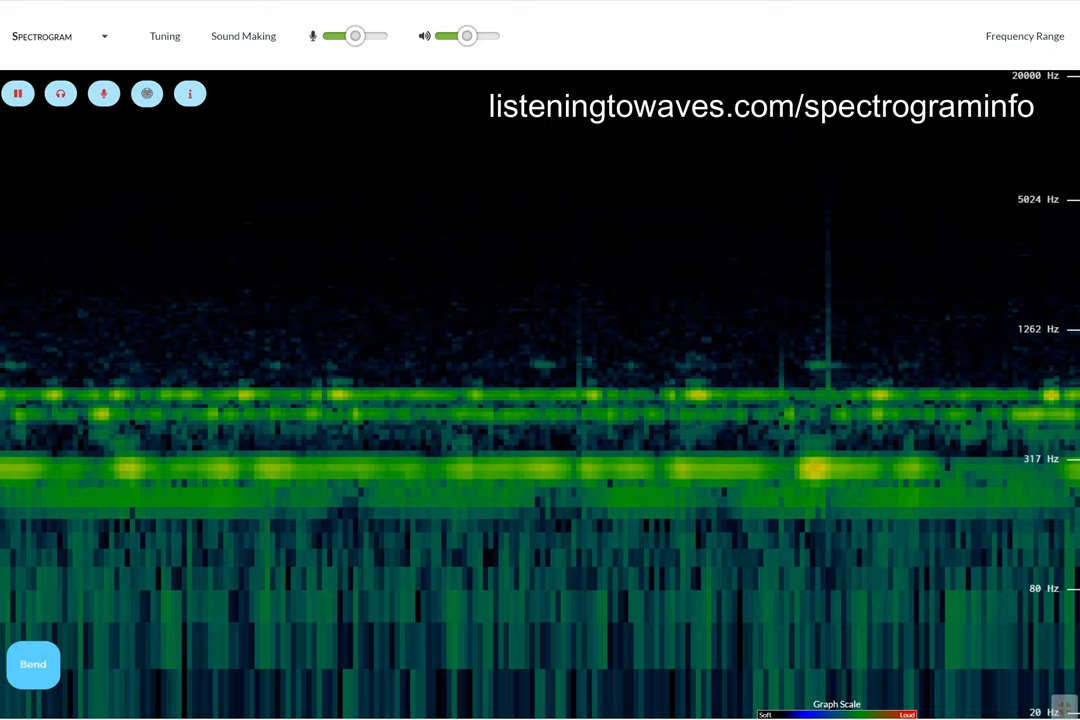 SPECTROGRAM
Tuning
Sound Making
Frequency Range
20000 Hz
listeningtowaves.com/spectrograminfo
5024 Hz
1262 Hz
317 Hz
80 Hz
Bend
Graph Scale
Soft
Loud
20 Hz